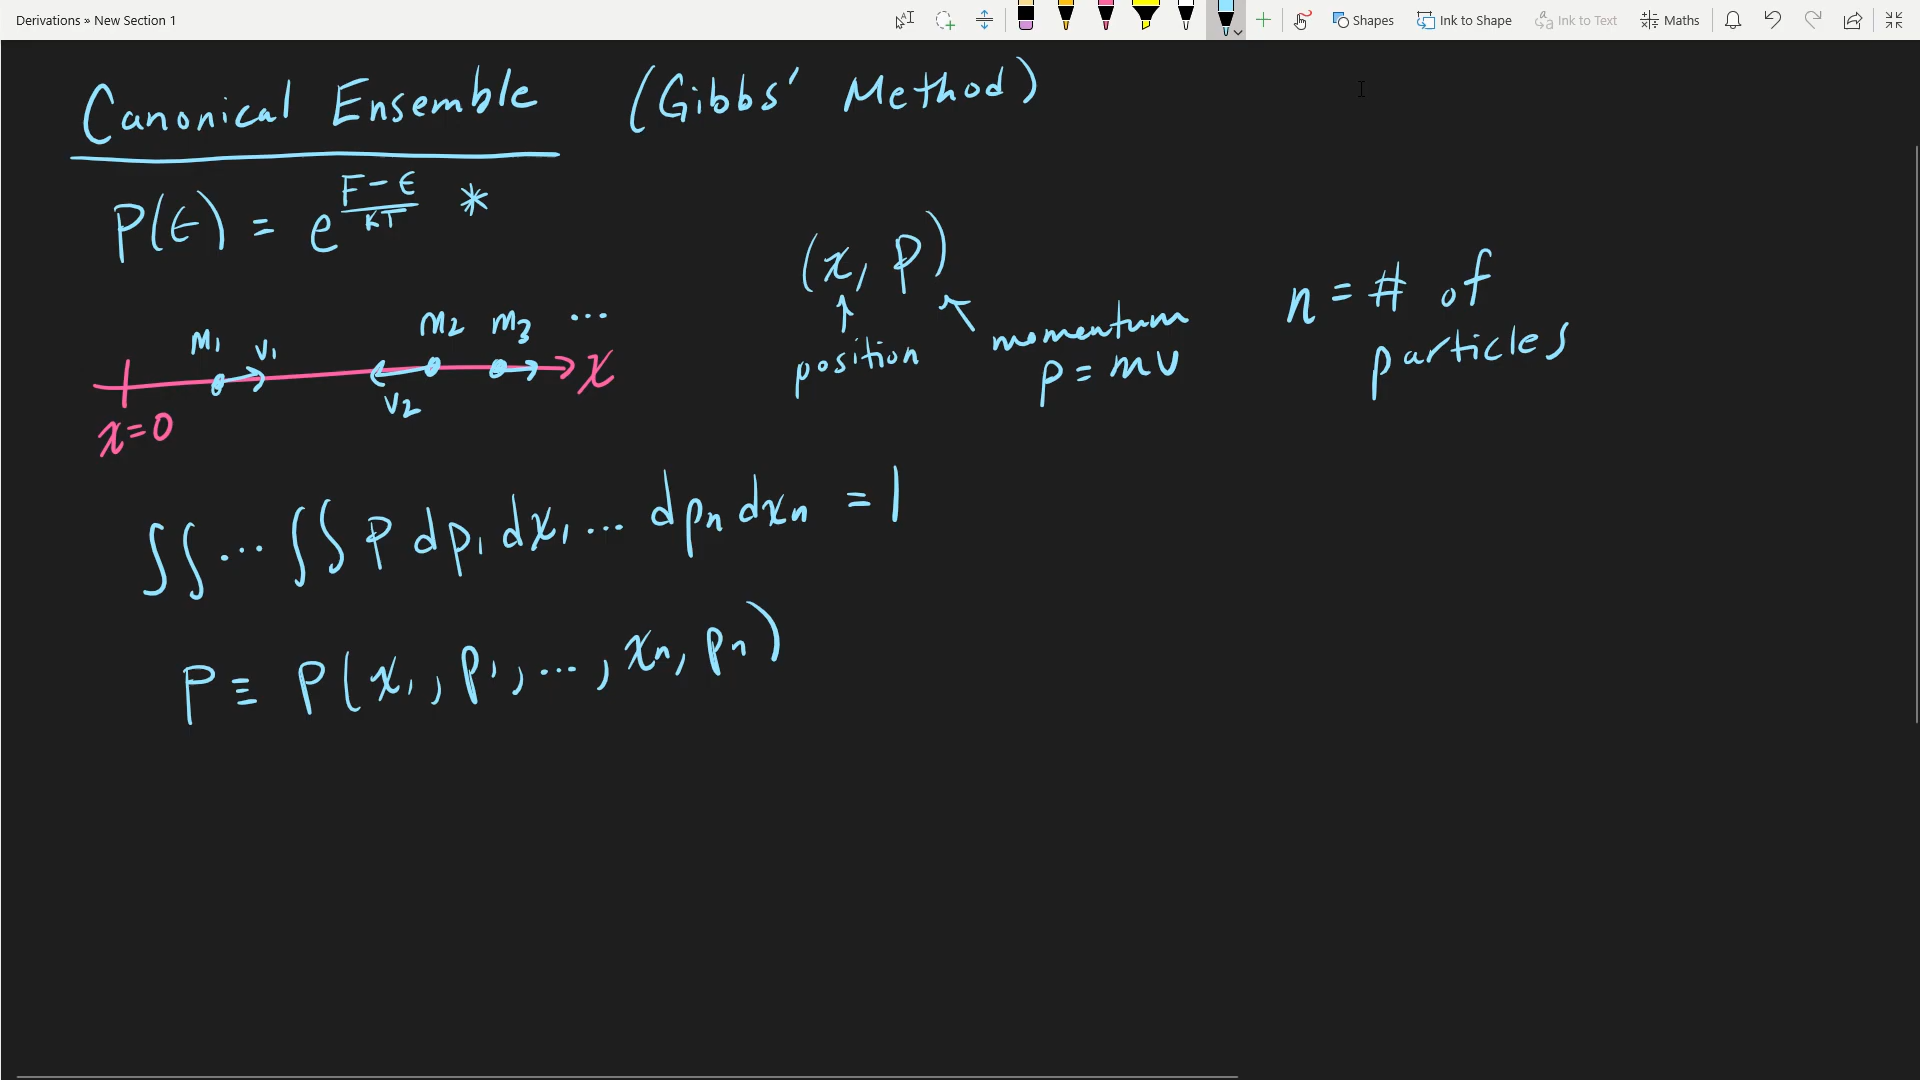 Derivations » New Section 1
Shapes
Ink to Shape
Ink to Text
Maths
Canonical Ensemble (Gibbs' Method)
P(ϵ) = e^{\frac{F-ϵ}{kT}} *
(x, p)
position
momentum
p = mv
n = # of
particles
m₁ v₁ m₂ v₂ m₃ ...
x
x=0
∫∫...∫∫ P dp₁ dx₁ ... dpₙ dxₙ = 1
P ≡ P(x₁, p₁, ..., xₙ, pₙ)